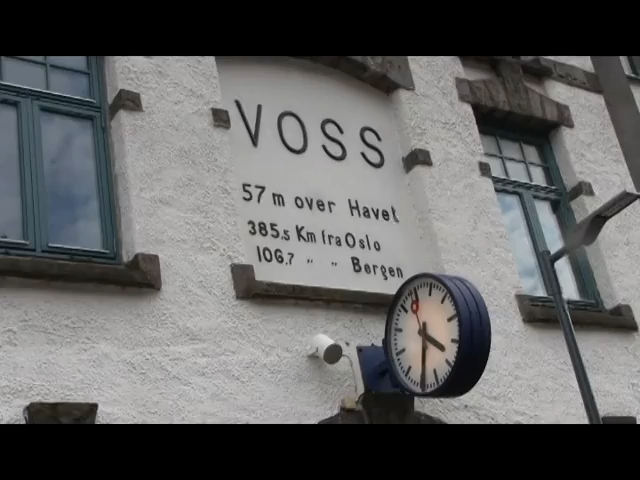 VOSS
57 m over Havet
385.5 Km fra Oslo
106.7 „ „ Bergen